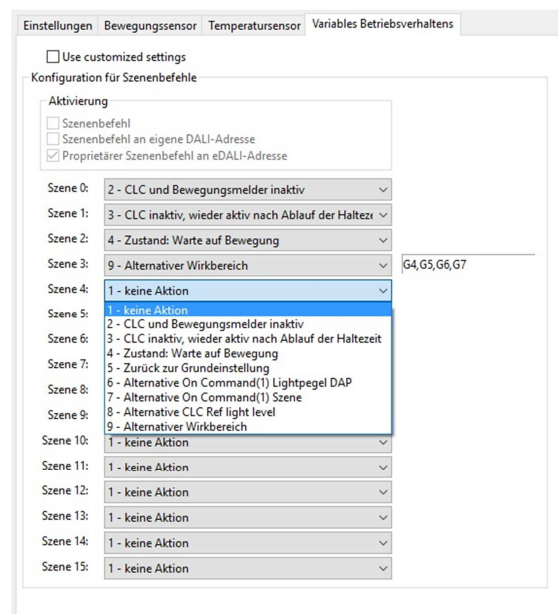 Einstellungen Bewegungssensor Temperatursensor Variables Betriebsverhaltens
Use customized settings
Konfiguration für Szenenbefehle
Aktivierung
Szenenbefehl
Szenenbefehl an eigene DALI-Adresse
Proprietärer Szenenbefehl an eDALI-Adresse
Szene 0: 2 - CLC und Bewegungsmelder inaktiv
Szene 1: 3 - CLC inaktiv, wieder aktiv nach Ablauf der Halteze
Szene 2: 4 - Zustand: Warte auf Bewegung
Szene 3: 9 - Alternativer Wirkbereich G4,G5,G6,G7
Szene 4: 1 - keine Aktion
1 - keine Aktion
Szene 5: 2 - CLC und Bewegungsmelder inaktiv
3 - CLC inaktiv, wieder aktiv nach Ablauf der Haltezeit
Szene 6: 4 - Zustand: Warte auf Bewegung
5 - Zurück zur Grundeinstellung
Szene 7: 6 - Alternative On Command(1) Lightpegel DAP
7 - Alternative On Command(1) Szene
Szene 8: 8 - Alternative CLC Ref light level
Szene 9: 9 - Alternativer Wirkbereich
Szene 10: 1 - keine Aktion
Szene 11: 1 - keine Aktion
Szene 12: 1 - keine Aktion
Szene 13: 1 - keine Aktion
Szene 14: 1 - keine Aktion
Szene 15: 1 - keine Aktion